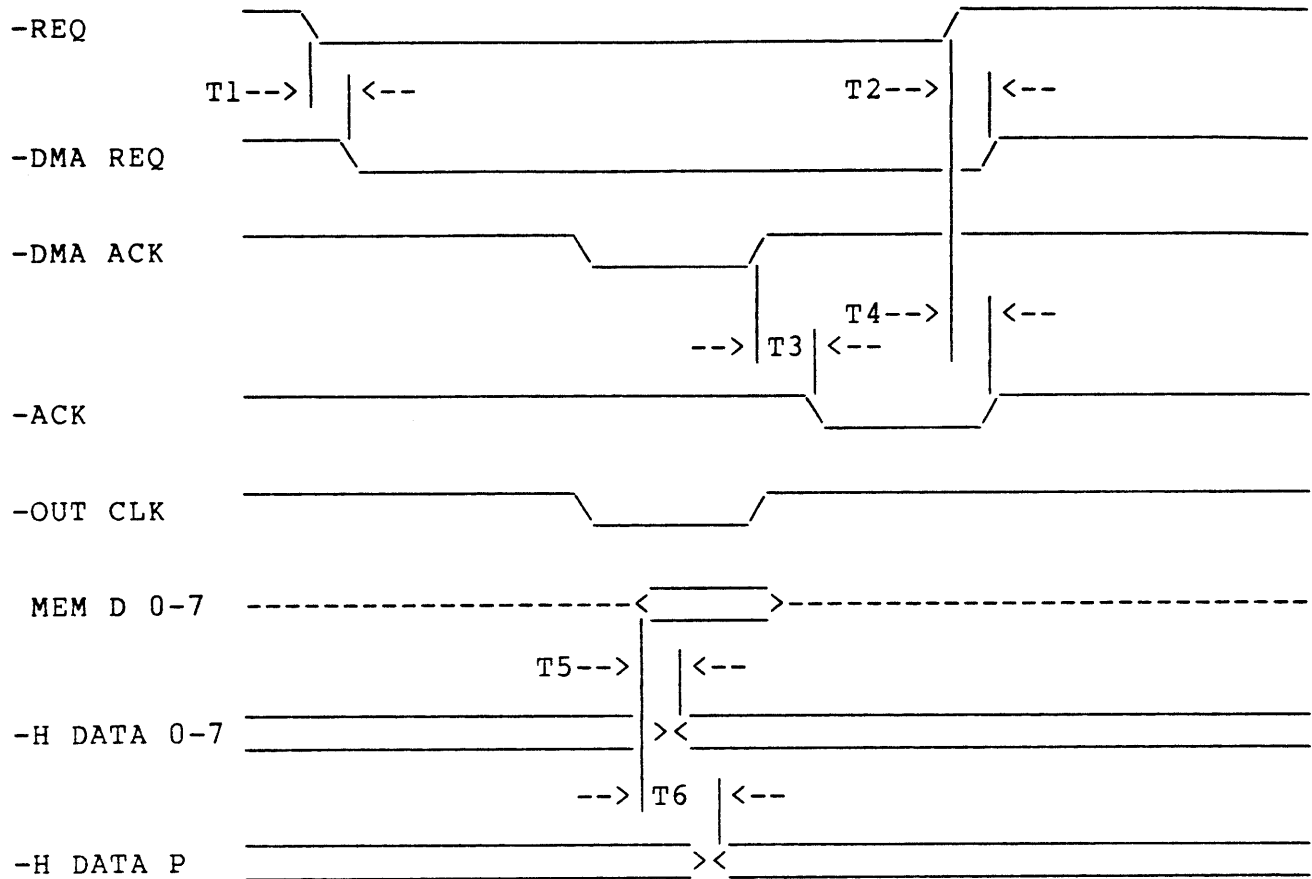 -REQ
T1-->
<--
T2-->
<--
-DMA REQ
-DMA ACK
T4-->
<--
-->
T3
<--
-ACK
-OUT CLK
MEM D 0-7
T5-->
<--
-H DATA 0-7
-->
T6
<--
-H DATA P